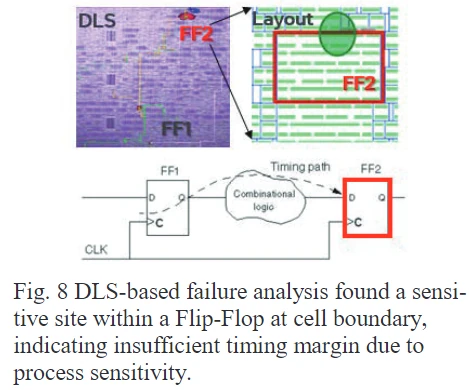 DLS
FF2
FF1
Layout
FF2
FF1
Timing path
FF2
D
Q
C
Combinational
logic
D
Q
C
CLK
Fig. 8 DLS-based failure analysis found a sensi-
tive site within a Flip-Flop at cell boundary,
indicating insufficient timing margin due to
process sensitivity.